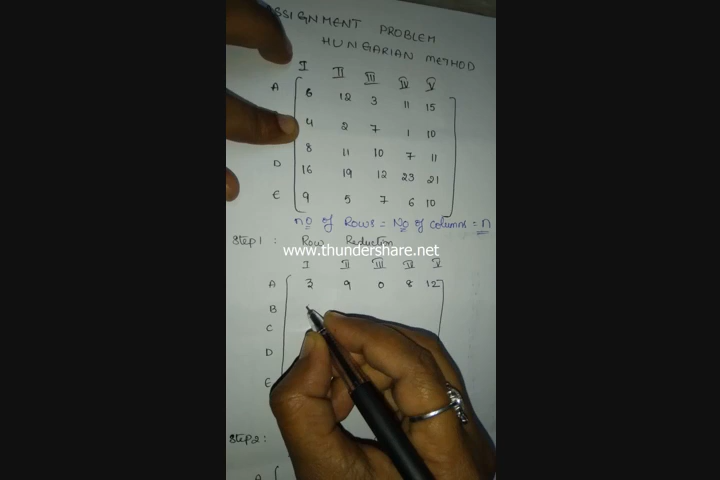 ASSIGNMENT PROBLEM
HUNGARIAN METHOD
I II III IV V
A 6 12 3 11 15
4 2 7 1 10
8 11 10 7 11
D 16 19 12 23 21
E 9 5 7 6 10
no of Rows = No of columns = n
Step 1 : Row Reduction
www.thundershare.net
I II III IV V
A 3 9 0 8 12
B
C
D
E
Step 2 :